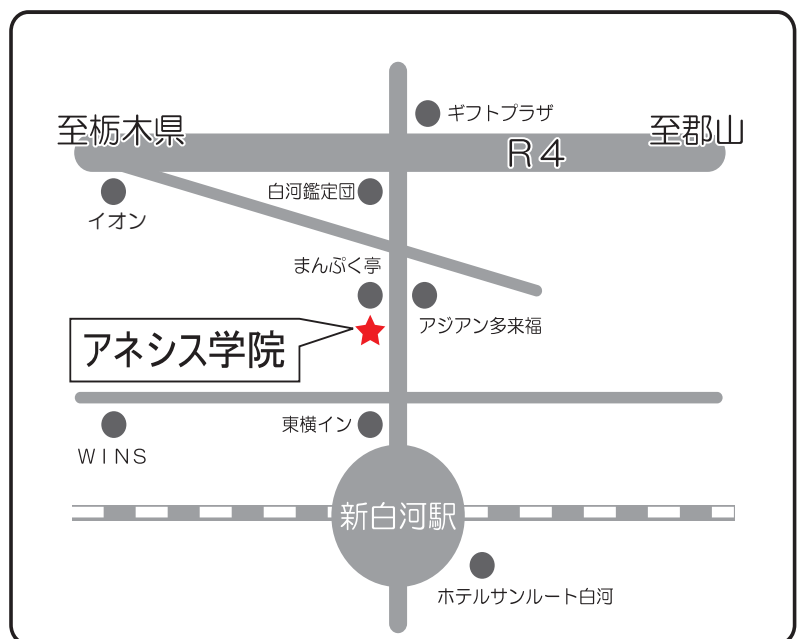 ギフトプラザ
至栃木県
至郡山
R4
白河鑑定団
イオン
まんぷく亭
アジアン多来福
アネシス学院
東横イン
WINS
新白河駅
ホテルサンルート白河